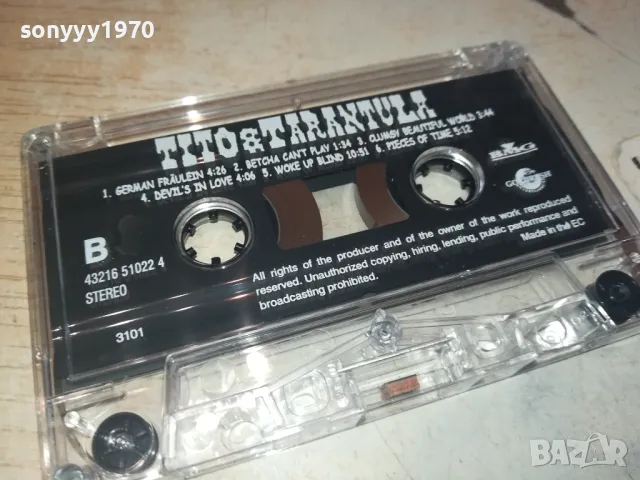 sonyyy1970
TITO & TARANTULA
1. GERMAN FRÄULEIN 4:26 2. BETCHA CAN'T PLAY 1:34 3. CLUMSY BEAUTIFUL WORLD 3:44
4. DEVIL'S IN LOVE 4:06 5. WOKE UP BLIND 10:51 6. PIECES OF TIME 5:12
BMG
B
43216 51022 4
STEREO
All rights of the producer and of the owner of the work reproduced
reserved. Unauthorized copying, hiring, lending, public performance and
broadcasting prohibited.
Made in the EC
3101
BAZAR